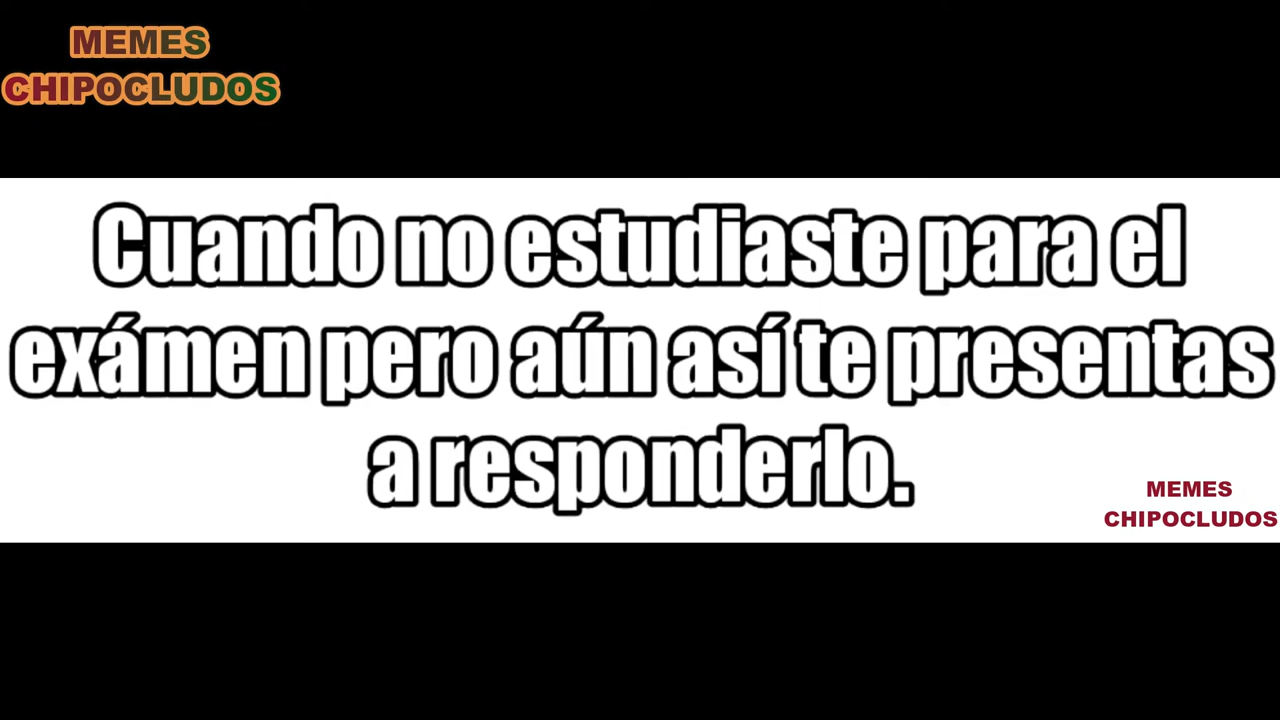 MEMES
CHIPOCLUDOS
Cuando no estudiaste para el
exámen pero aún así te presentas
a responderlo.
MEMES
CHIPOCLUDOS